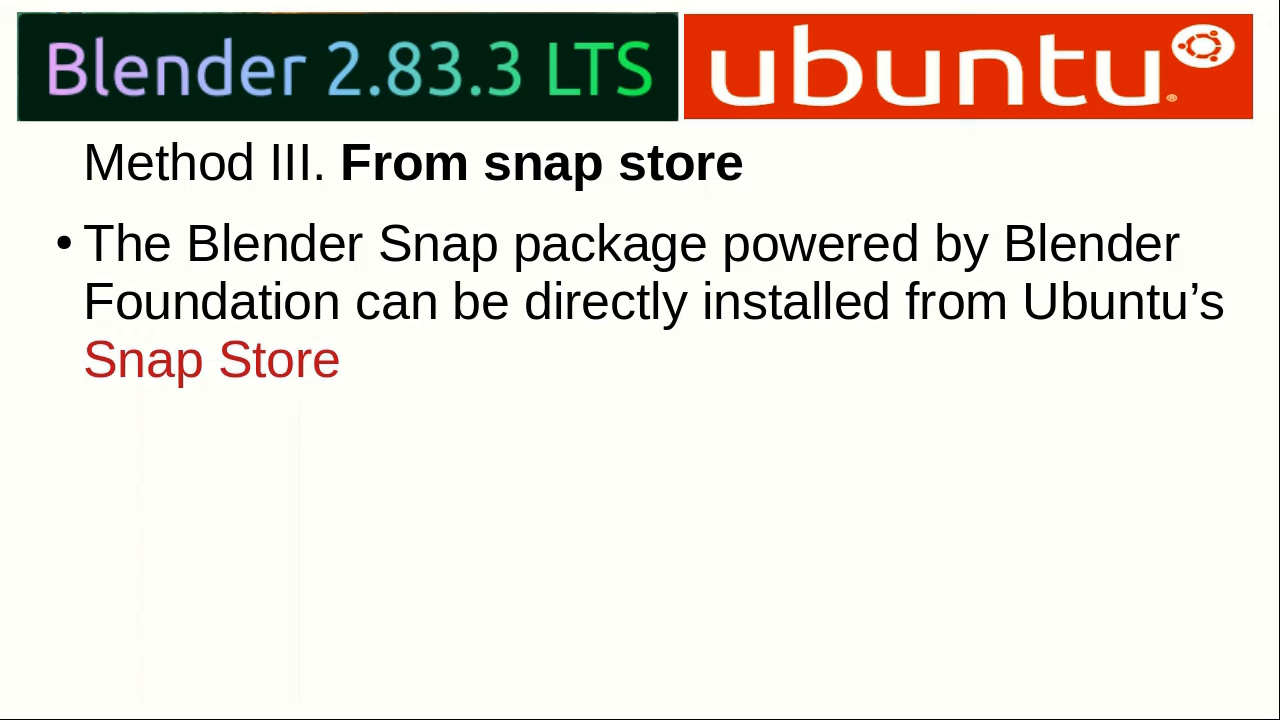 Blender 2.83.3 LTS ubuntu®
Method III. From snap store
• The Blender Snap package powered by Blender
Foundation can be directly installed from Ubuntu’s
Snap Store